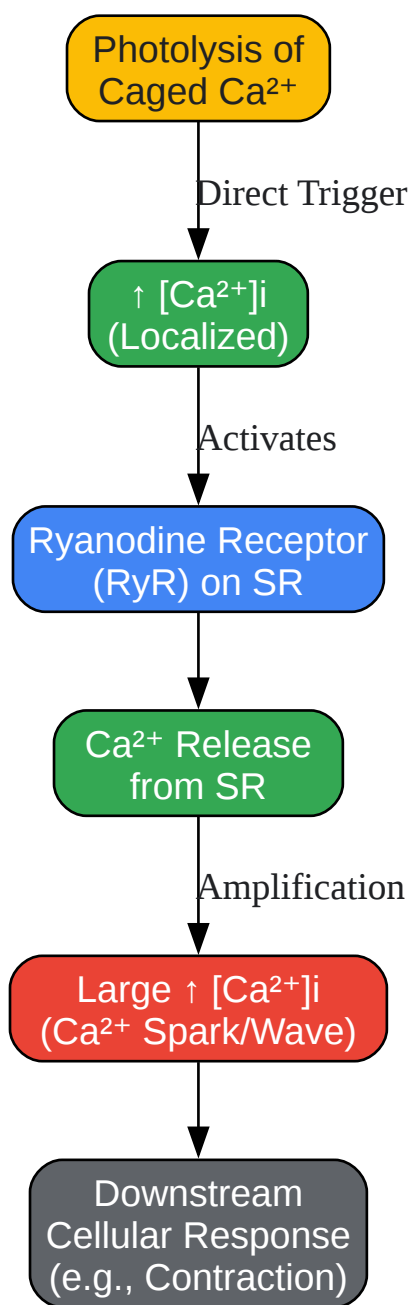 Photolysis of
Caged Ca²⁺
Direct Trigger
↑ [Ca²⁺]i
(Localized)
Activates
Ryanodine Receptor
(RyR) on SR
Ca²⁺ Release
from SR
Amplification
Large ↑ [Ca²⁺]i
(Ca²⁺ Spark/Wave)
Downstream
Cellular Response
(e.g., Contraction)